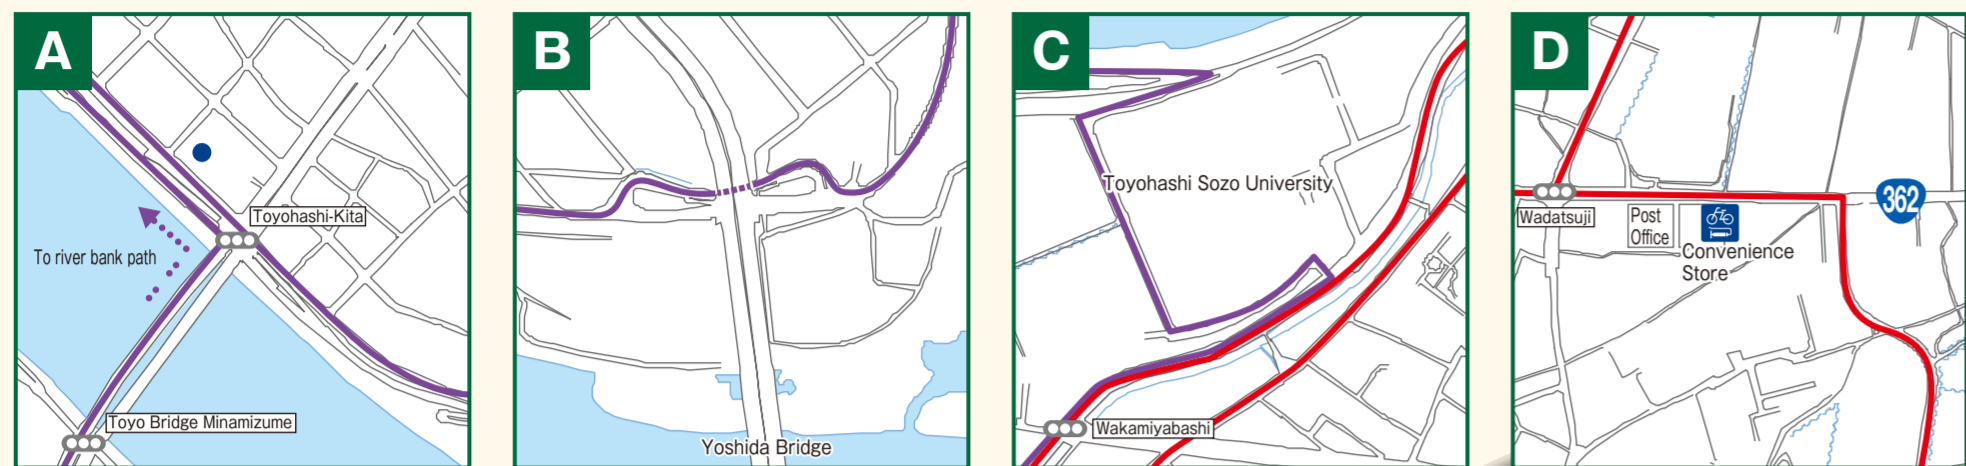 A
Toyohashi-Kita
To river bank path
Toyo Bridge Minamizume
B
Yoshida Bridge
C
Toyohashi Sozo University
Wakamiyabashi
D
362
Wadatsuji
Post
Office
Convenience
Store